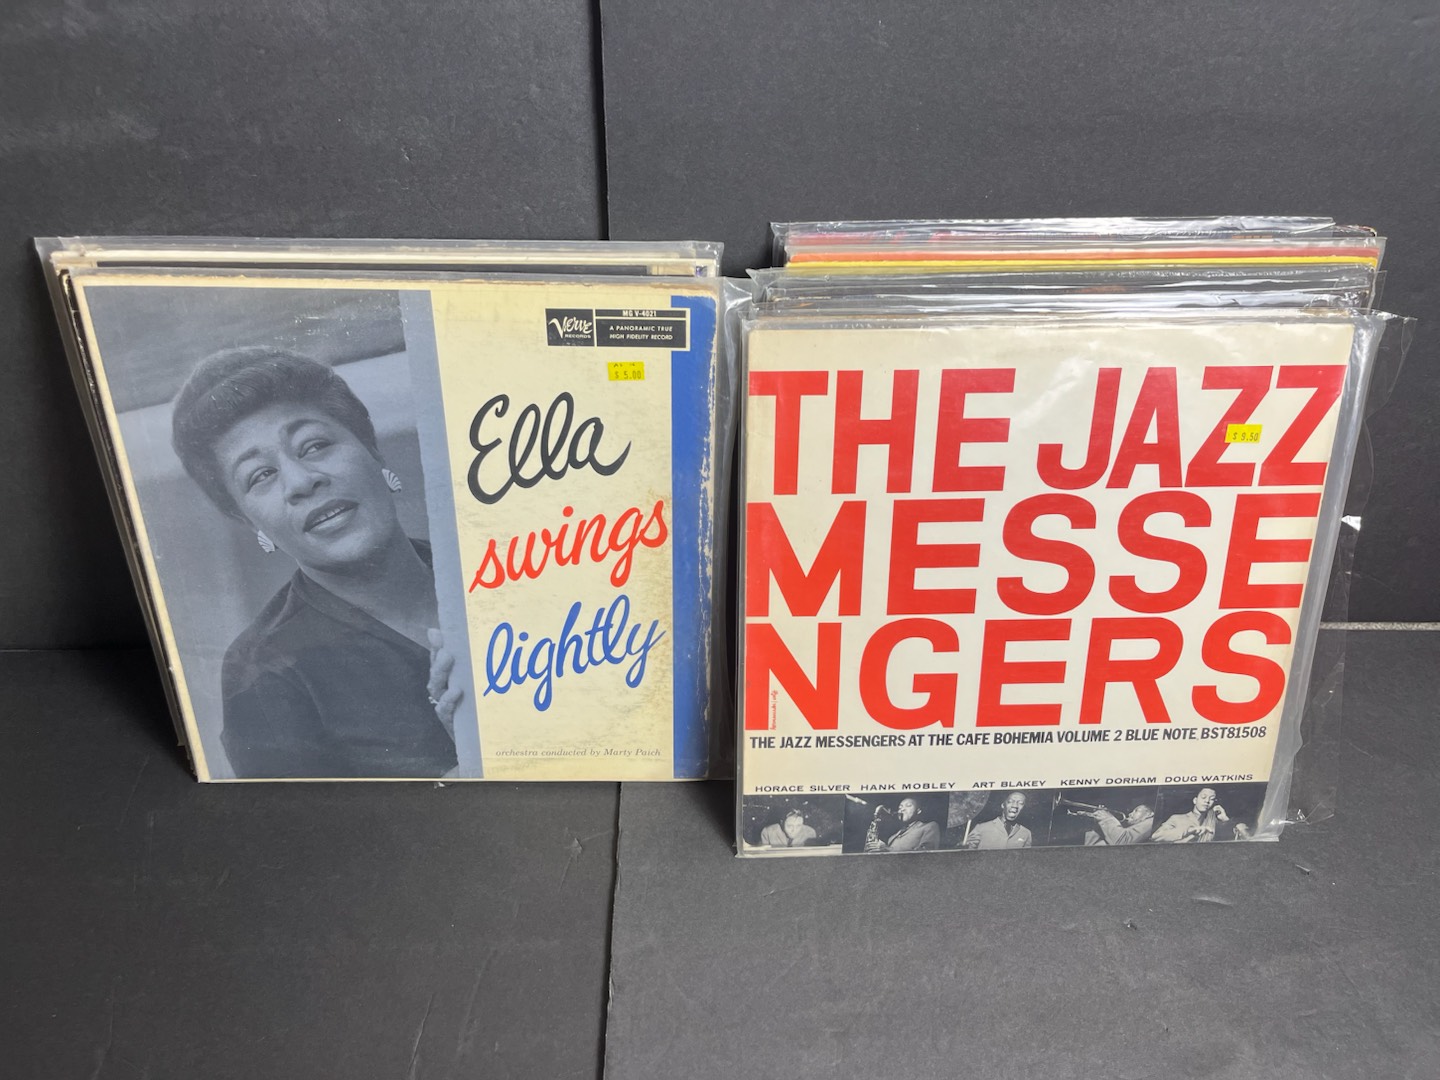 Verve
RECORDS
MG V-4021
A PANORAMIC TRUE
HIGH FIDELITY RECORD
$ 5.00
Ella
swings
lightly
orchestra conducted by Marty Paich
THE JAZZ
MESSE
NGERS
$ 9.50
THE JAZZ MESSENGERS AT THE CAFE BOHEMIA VOLUME 2 BLUE NOTE BST81508
HORACE SILVER HANK MOBLEY ART BLAKEY KENNY DORHAM DOUG WATKINS